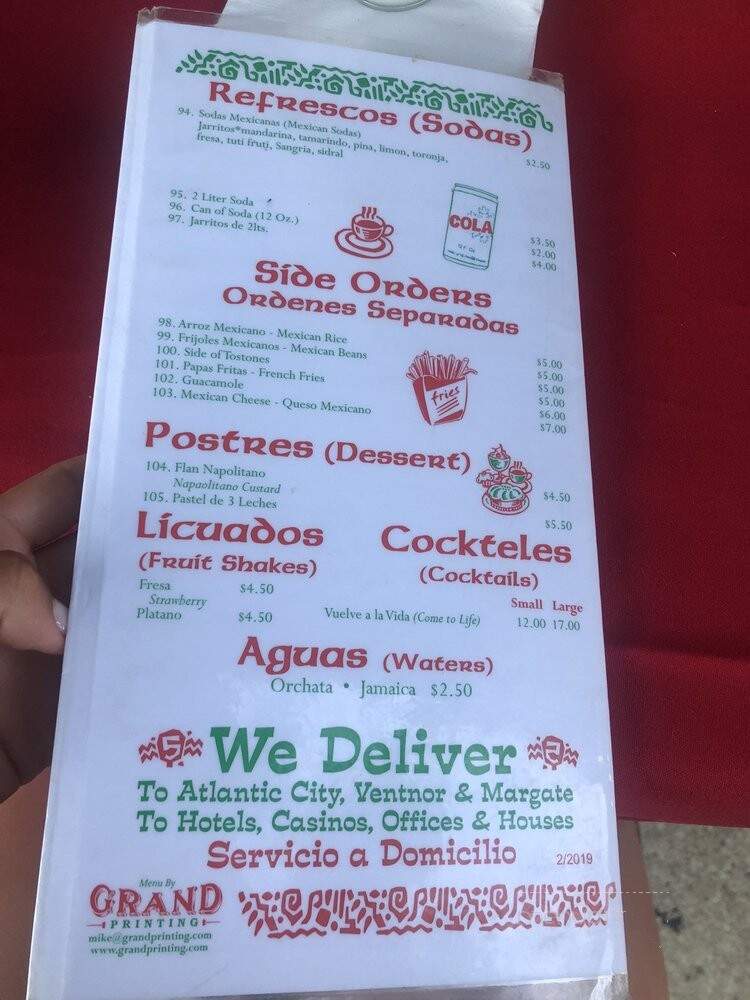 Refrescos (Sodas)
94. Sodas Mexicanas (Mexican Sodas)
Jarritos*mandarina, tamarindo, pina, limon, toronja,
fresa, tuti fruti, Sangria, sidral $2.50
95. 2 Liter Soda $3.50
96. Can of Soda (12 Oz.) $2.00
97. Jarritos de 2lts. $4.00
COLA
Side Orders
Ordenes Separadas
98. Arroz Mexicano - Mexican Rice $5.00
99. Frijoles Mexicanos - Mexican Beans $5.00
100. Side of Tostones $5.00
101. Papas Fritas - French Fries $5.00
102. Guacamole $6.00
103. Mexican Cheese - Queso Mexicano $7.00
fries
Postres (Dessert)
104. Flan Napolitano $4.50
Napaolitano Custard
105. Pastel de 3 Leches $5.50
Licuados
(Fruit Shakes)
Fresa $4.50
Strawberry
Platano $4.50
Cockteles
(Cocktails)
Small Large
Vuelve a la Vida (Come to Life) 12.00 17.00
Aguas (Waters)
Orchata • Jamaica $2.50
We Deliver
To Atlantic City, Ventnor & Margate
To Hotels, Casinos, Offices & Houses
Servicio a Domicilio 2/2019
Menu By
GRAND
PRINTING
mike@grandprinting.com
www.grandprinting.com